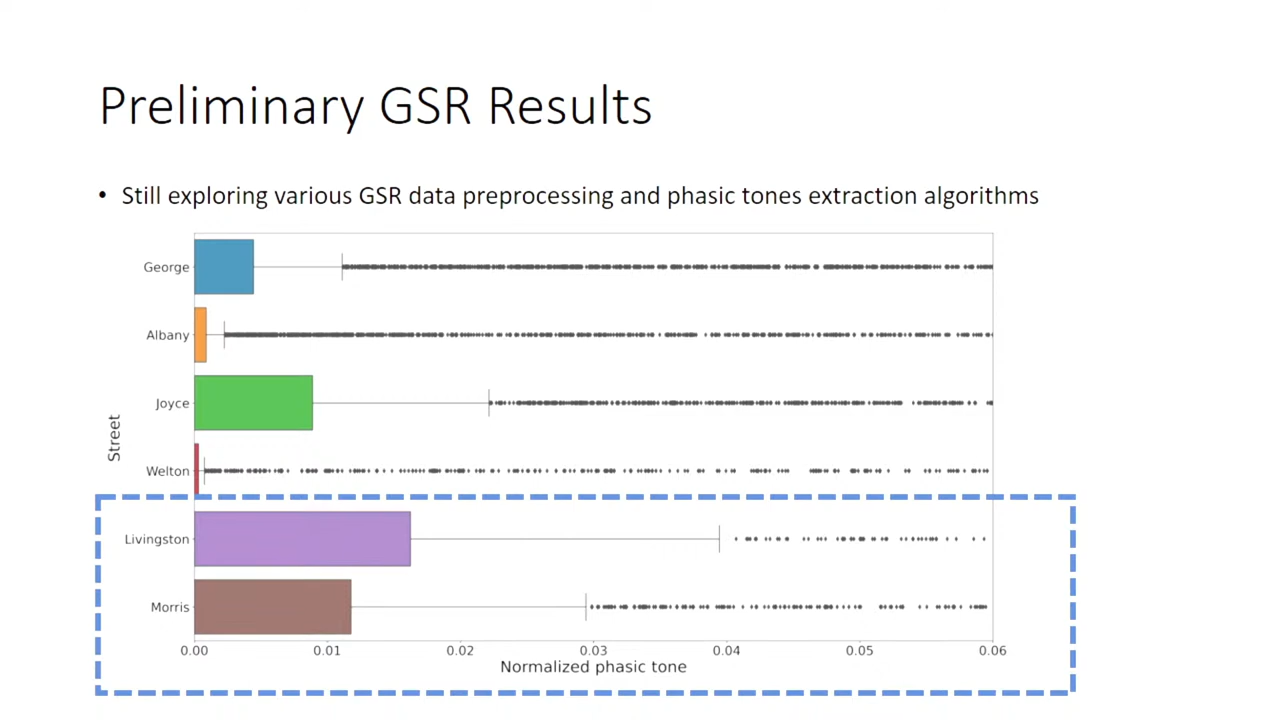 Preliminary GSR Results
• Still exploring various GSR data preprocessing and phasic tones extraction algorithms
George
Albany
Joyce
Welton
Livingston
Morris
Street
0.00 0.01 0.02 0.03 0.04 0.05 0.06
Normalized phasic tone